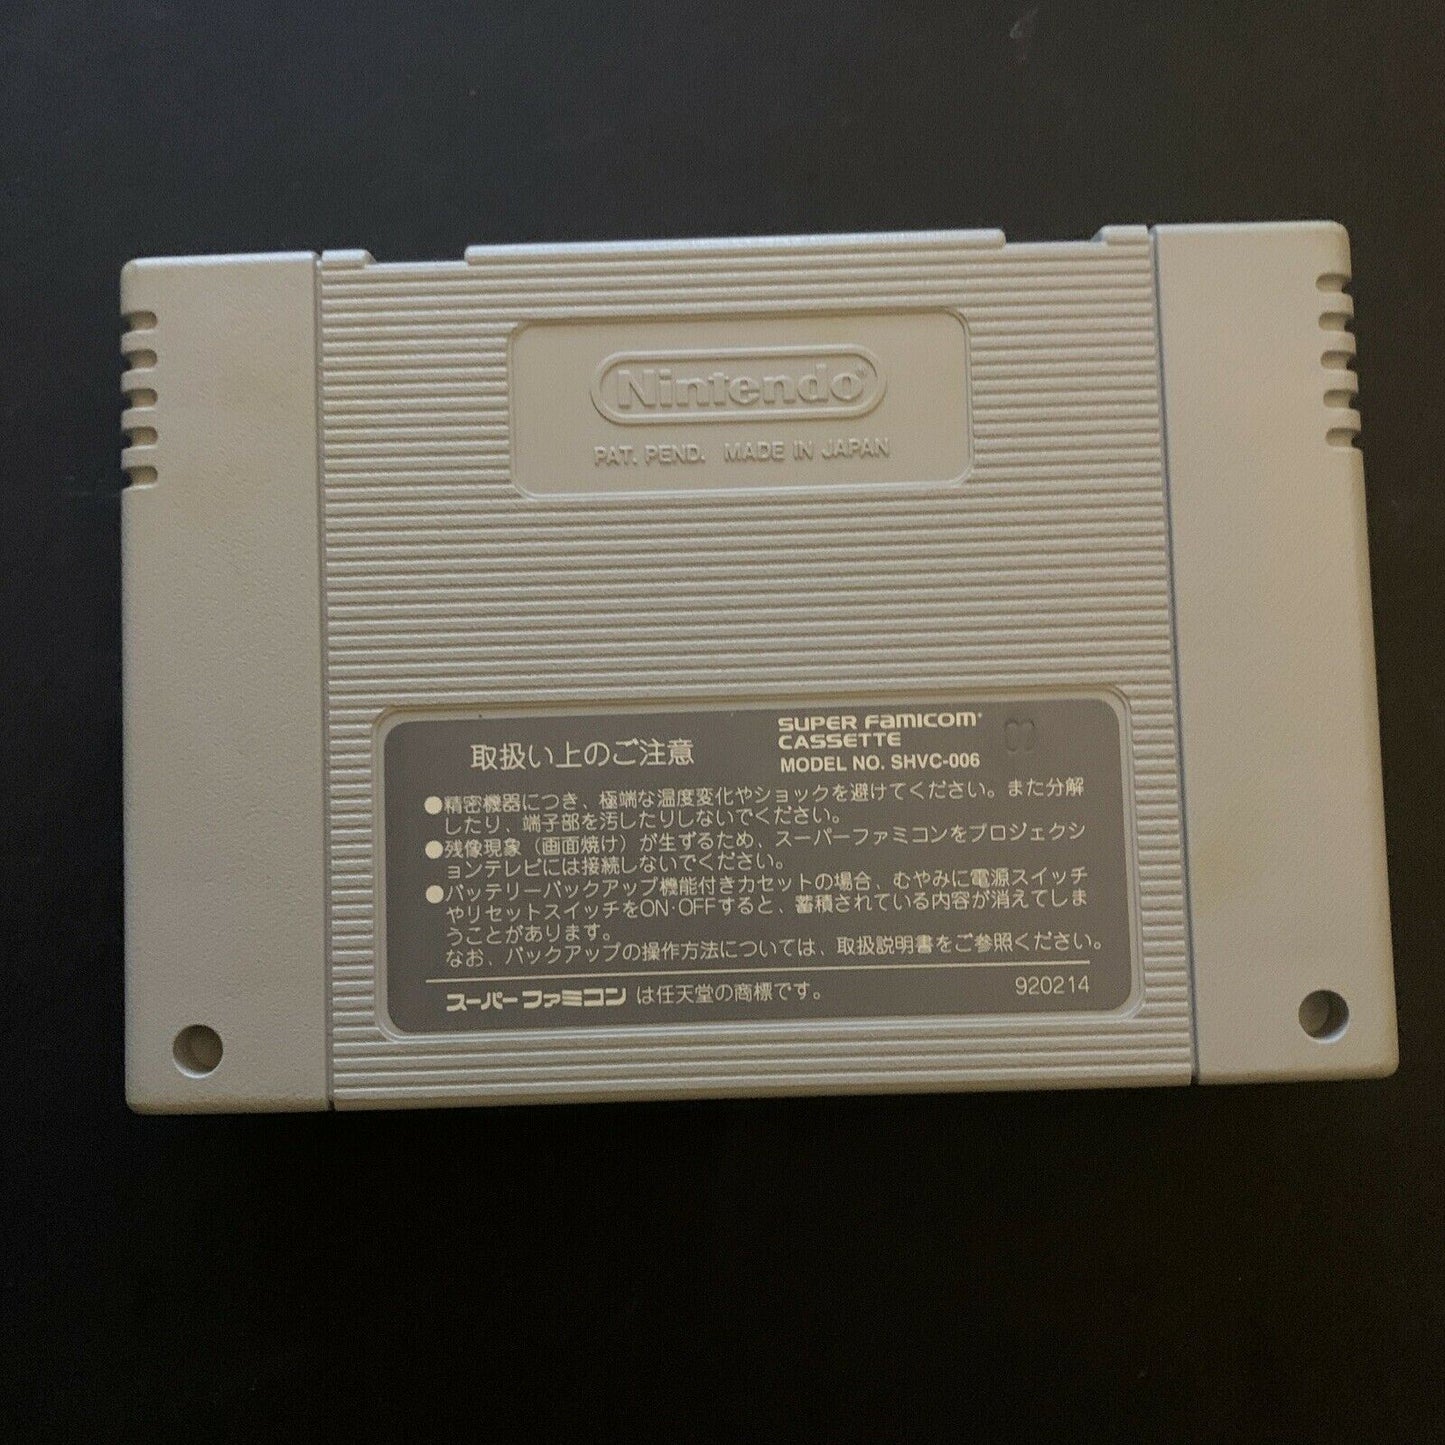 Nintendo®
PAT. PEND. MADE IN JAPAN
取扱い上のご注意
SUPER FAMICOM®
CASSETTE
MODEL NO. SHVC-006
●精密機器につき、極端な温度変化やショックを避けてください。また分解
したり、端子部を汚したりしないでください。
●残像現象（画面焼け）が生ずるため、スーパーファミコンをプロジェクシ
ョンテレビには接続しないでください。
●バッテリーバックアップ機能付きカセットの場合、むやみに電源スイッチ
やリセットスイッチをON・OFFすると、蓄積されている内容が消えてしま
うことがあります。
なお、バックアップの操作方法については、取扱説明書をご参照ください。
スーパーファミコン は任天堂の商標です。
920214